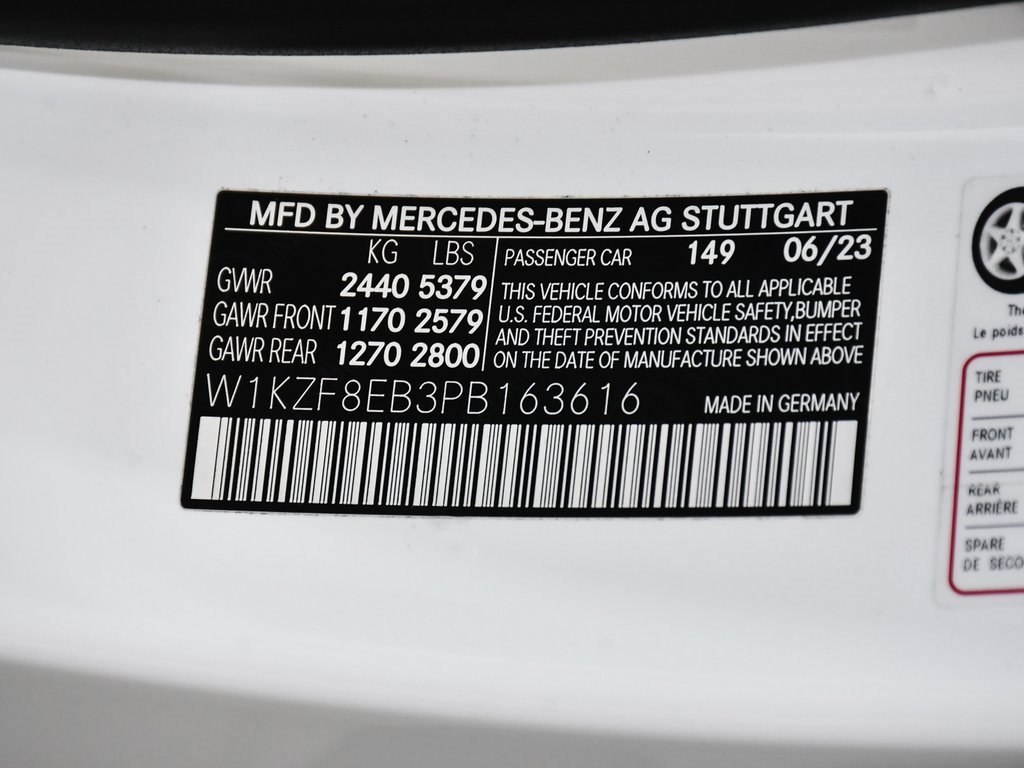 MFD BY MERCEDES-BENZ AG STUTTGART
KG LBS
GVWR 2440 5379
GAWR FRONT 1170 2579
GAWR REAR 1270 2800
PASSENGER CAR 149 06/23
THIS VEHICLE CONFORMS TO ALL APPLICABLE
U.S. FEDERAL MOTOR VEHICLE SAFETY, BUMPER
AND THEFT PREVENTION STANDARDS IN EFFECT
ON THE DATE OF MANUFACTURE SHOWN ABOVE
W1KZF8EB3PB163616
MADE IN GERMANY
Le poids
TIRE
PNEU
FRONT
AVANT
REAR
ARRIÈRE
SPARE
DE